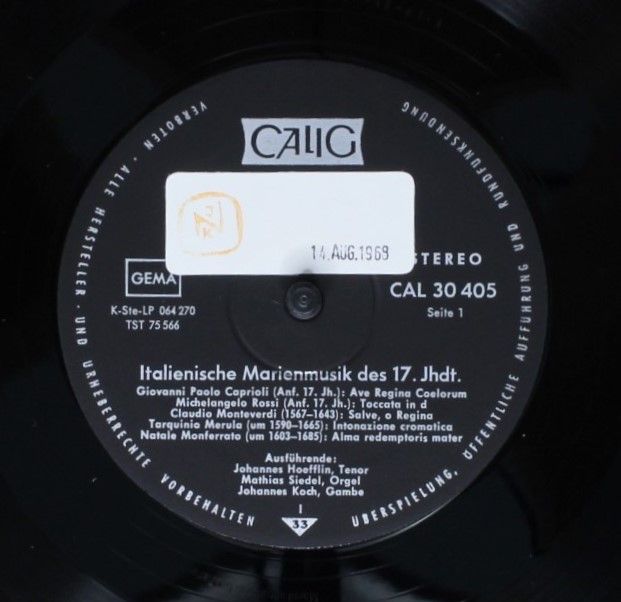 CALIG
14. AUG. 1968
STEREO
GEMA
CAL 30 405
K-Ste-LP 064 270
Seite 1
TST 75 566
Italienische Marienmusik des 17. Jhdt.
Giovanni Paolo Caprioli (Anf. 17. Jh.): Ave Regina Coelorum
Michelangelo Rossi (Anf. 17. Jh.): Toccata in d
Claudio Monteverdi (1567–1643): Salve, o Regina
Tarquinio Merula (um 1590–1665): Intonazione cromatica
Natale Monferrato (um 1603–1685): Alma redemptoris mater
Ausführende:
Johannes Hoefflin, Tenor
Mathias Siedel, Orgel
Johannes Koch, Gambe
I
33
VERBOTEN · ALLE HERSTELLER · UND URHEBERRECHTE VORBEHALTEN
ÜBERSPIELUNG, ÖFFENTLICHE AUFFÜHRUNG UND RUNDFUNKSENDUNG